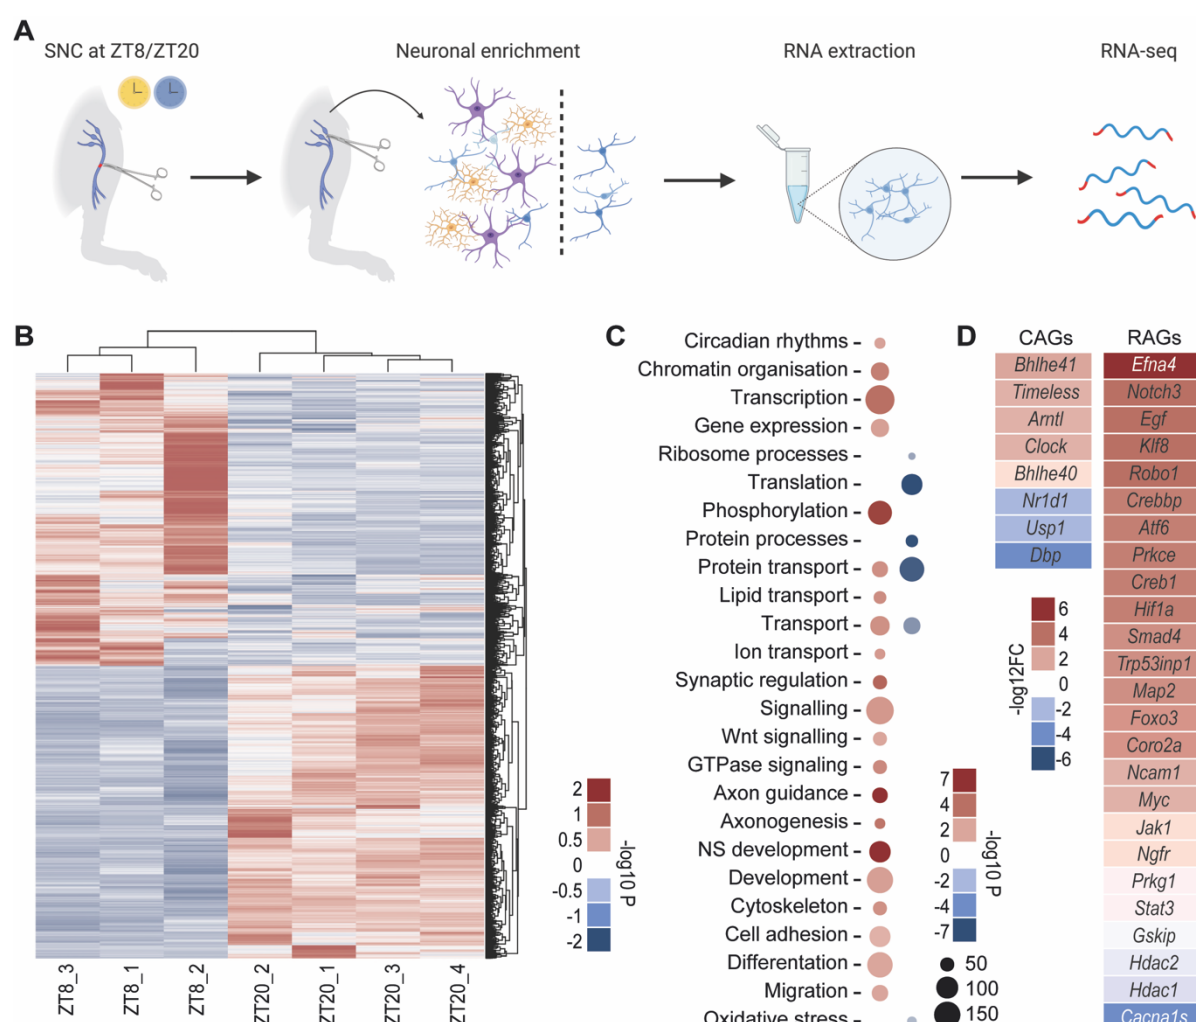 A
SNC at ZT8/ZT20
Neuronal enrichment
RNA extraction
RNA-seq
B
ZT8_3
ZT8_1
ZT8_2
ZT20_2
ZT20_1
ZT20_3
ZT20_4
2
1
0.5
0
-0.5
-1
-2
-log10 P
C
Circadian rhythms
Chromatin organisation
Transcription
Gene expression
Ribosome processes
Translation
Phosphorylation
Protein processes
Protein transport
Lipid transport
Transport
Ion transport
Synaptic regulation
Signalling
Wnt signalling
GTPase signaling
Axon guidance
Axonogenesis
NS development
Development
Cytoskeleton
Cell adhesion
Differentation
Migration
Oxidative stress
7
4
2
0
-2
-4
-7
-log10 P
50
100
150
D
CAGs
Bhlhe41
Timeless
Arntl
Clock
Bhlhe40
Nr1d1
Usp1
Dbp
6
4
2
0
-2
-4
-6
-log12FC
RAGs
Efna4
Notch3
Egf
Klf8
Robo1
Crebbp
Atf6
Prkce
Creb1
Hif1a
Smad4
Trp53inp1
Map2
Foxo3
Coro2a
Ncam1
Myc
Jak1
Ngfr
Prkg1
Stat3
Gskip
Hdac2
Hdac1
Cacna1s